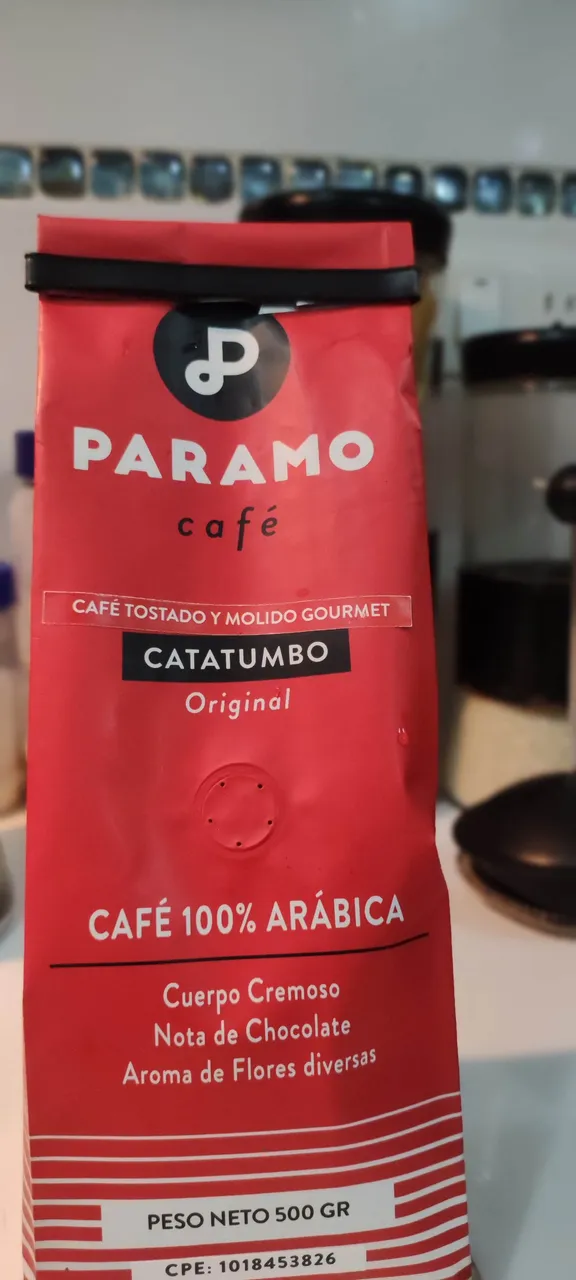 P
PARAMO
café
CAFÉ TOSTADO Y MOLIDO GOURMET
CATATUMBO
Original
CAFÉ 100% ARÁBICA
Cuerpo Cremoso
Nota de Chocolate
Aroma de Flores diversas
PESO NETO 500 GR
CPE: 1018453826